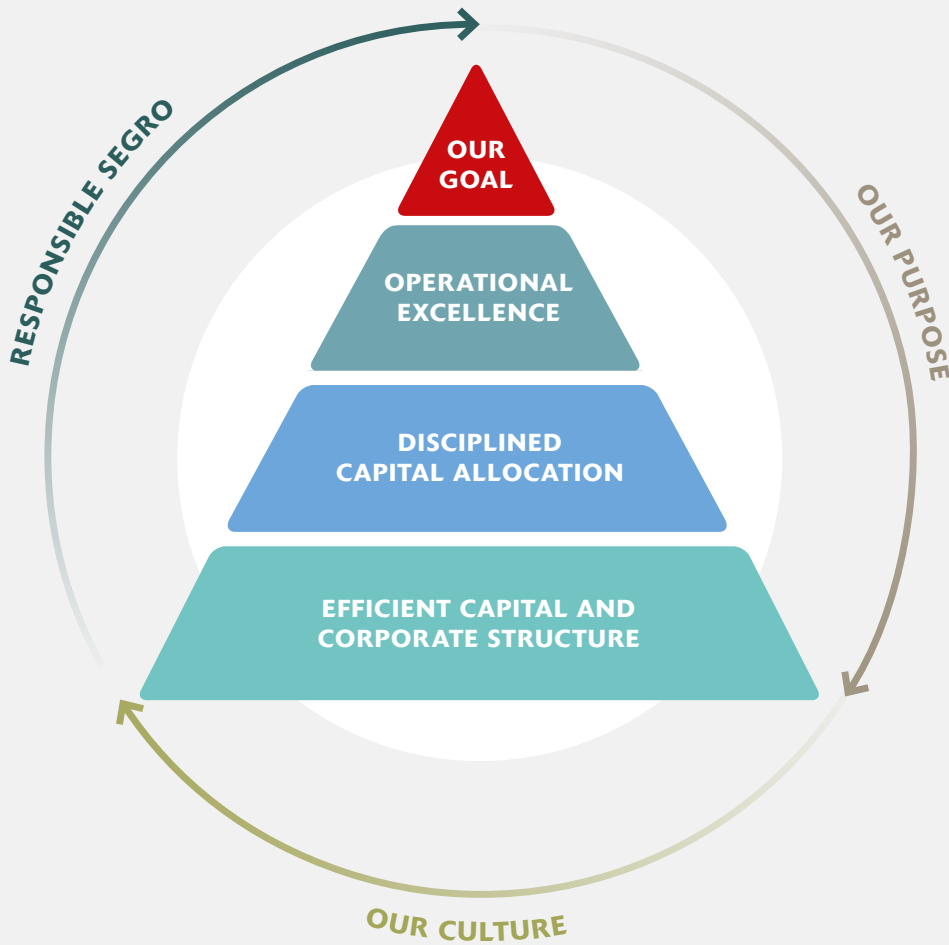 RESPONSIBLE SEGRO
OUR PURPOSE
OUR
GOAL
OPERATIONAL
EXCELLENCE
DISCIPLINED
CAPITAL ALLOCATION
EFFICIENT CAPITAL AND
CORPORATE STRUCTURE
OUR CULTURE